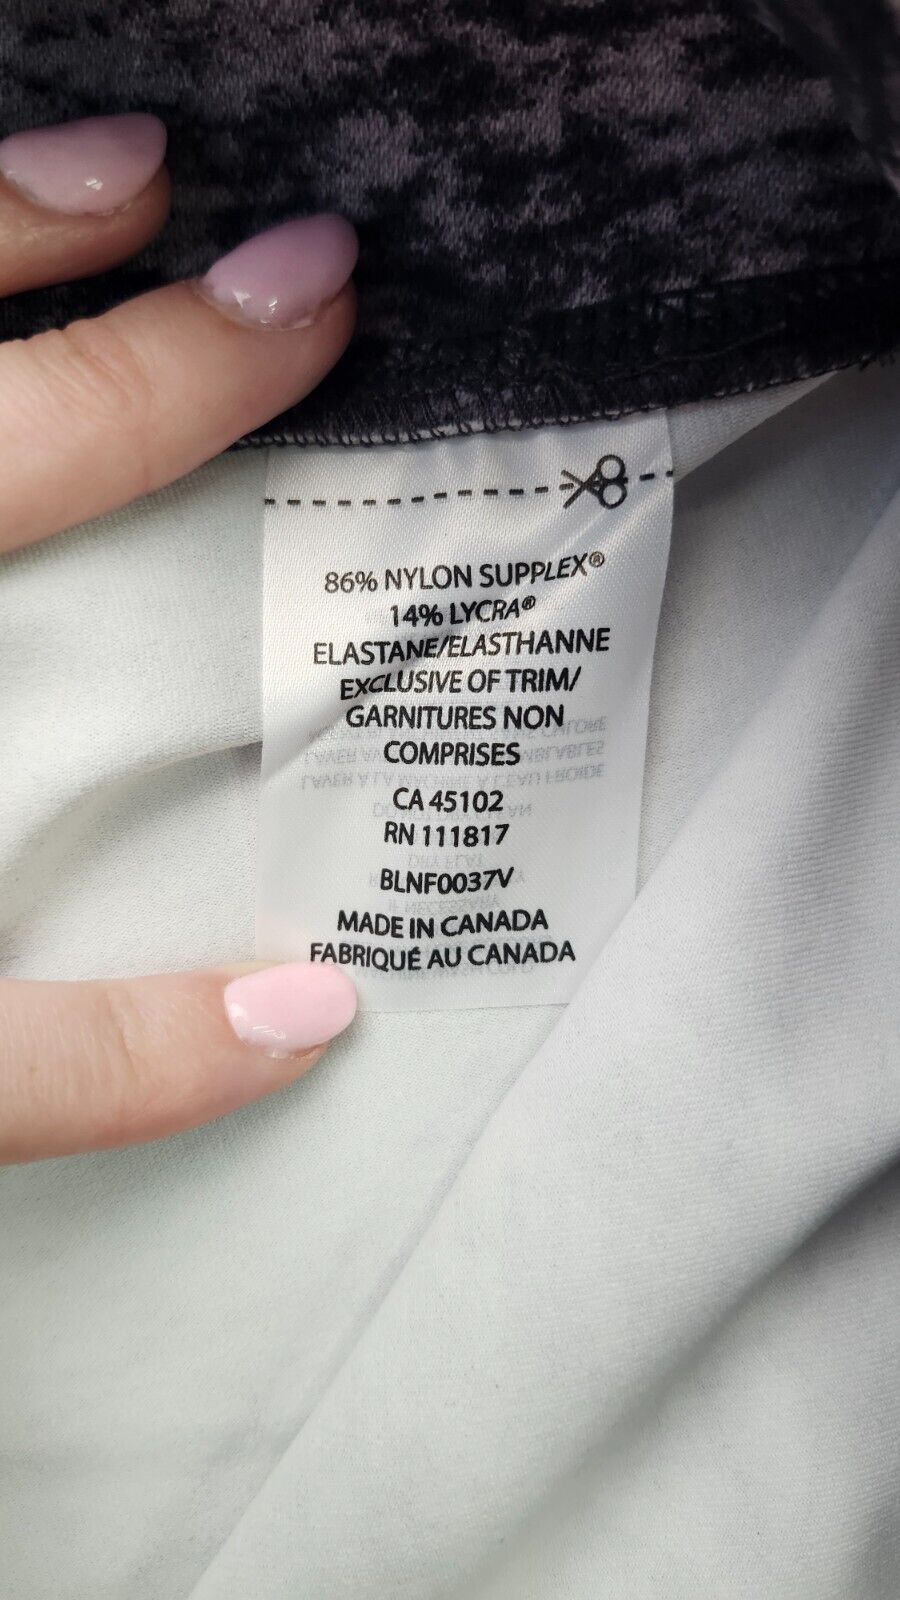 86% NYLON SUPPLEX®
14% LYCRA®
ELASTANE/ELASTHANNE
EXCLUSIVE OF TRIM/
GARNITURES NON
COMPRISES
CA 45102
RN 111817
BLNF0037V
MADE IN CANADA
FABRIQUÉ AU CANADA